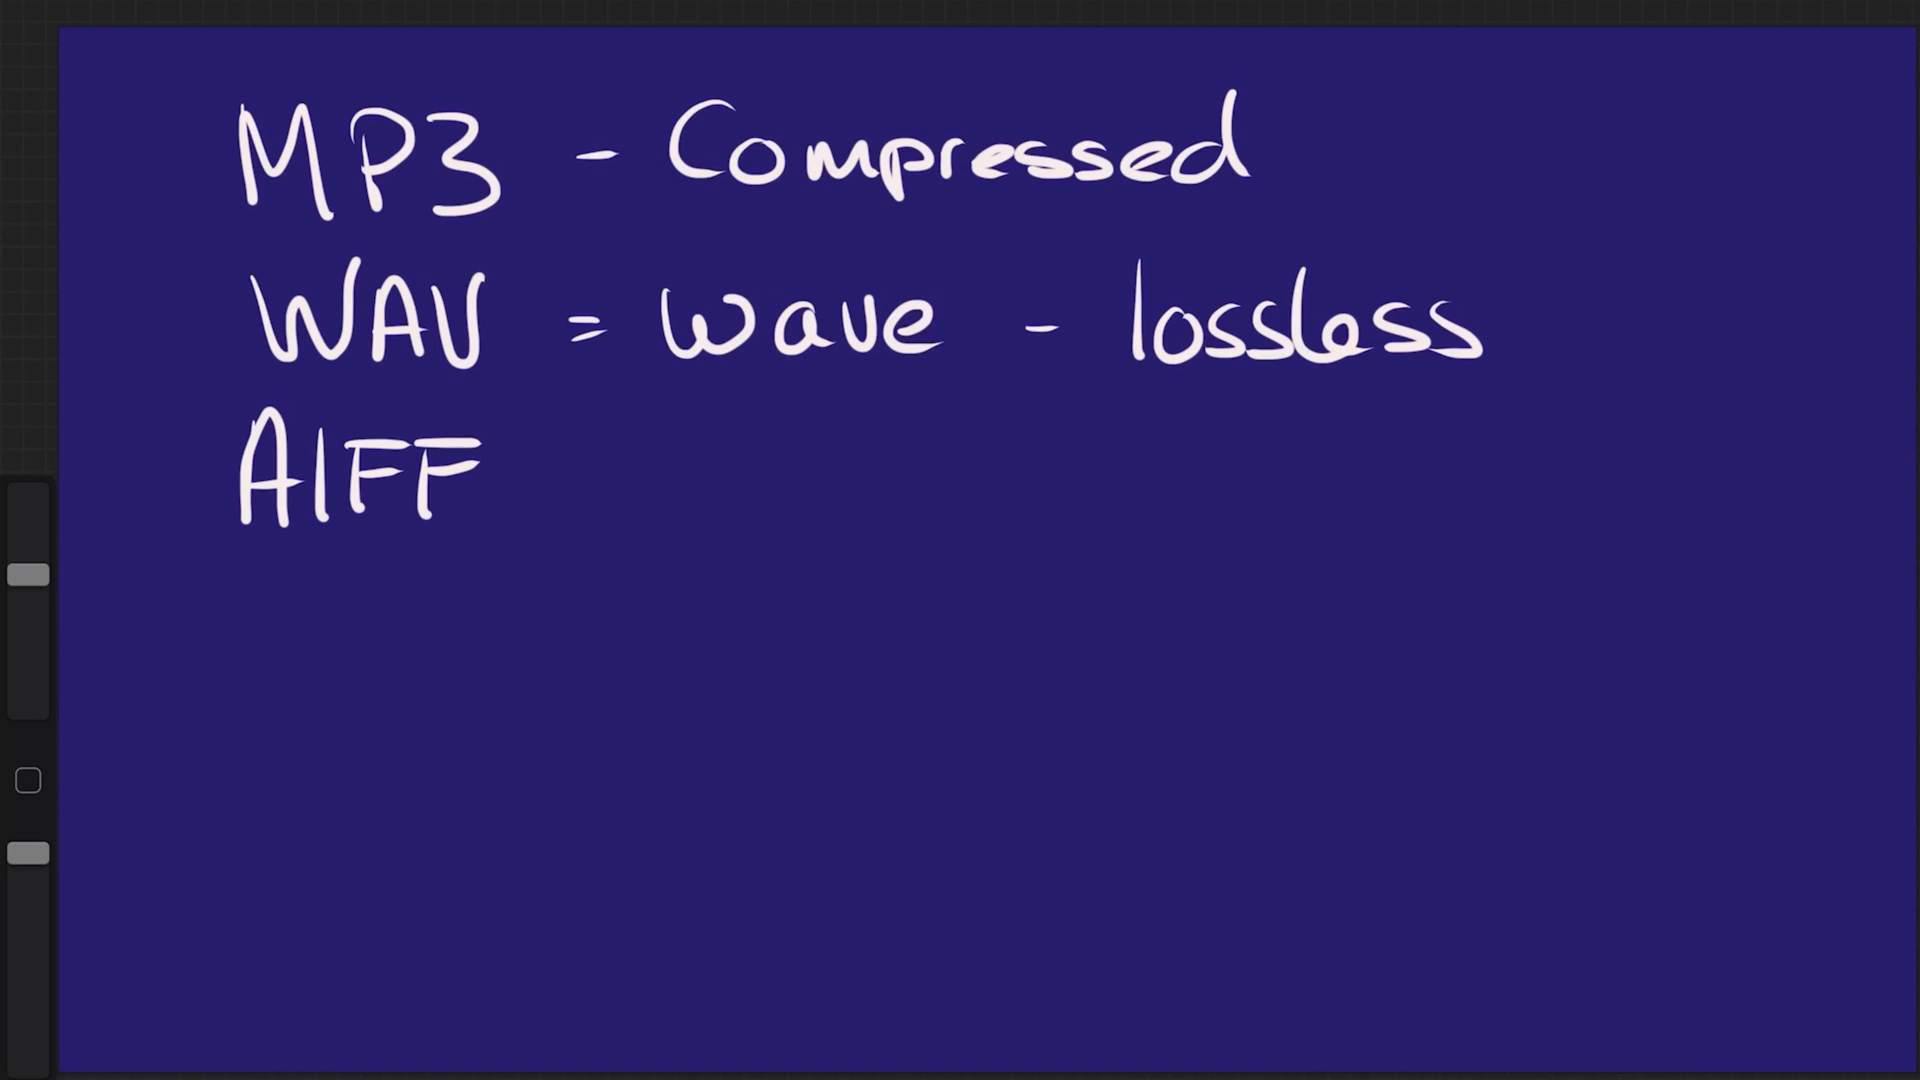 MP3 - Compressed
WAV = wave - lossless
AIFF